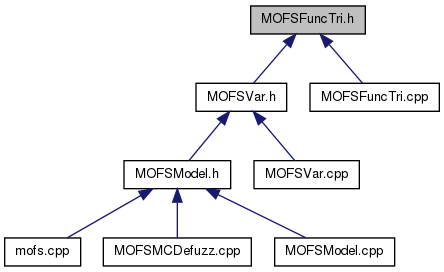 MOFSFuncTri.h
MOFSVar.h
MOFSFuncTri.cpp
MOFSModel.h
MOFSVar.cpp
mofs.cpp
MOFSMCDefuzz.cpp
MOFSModel.cpp